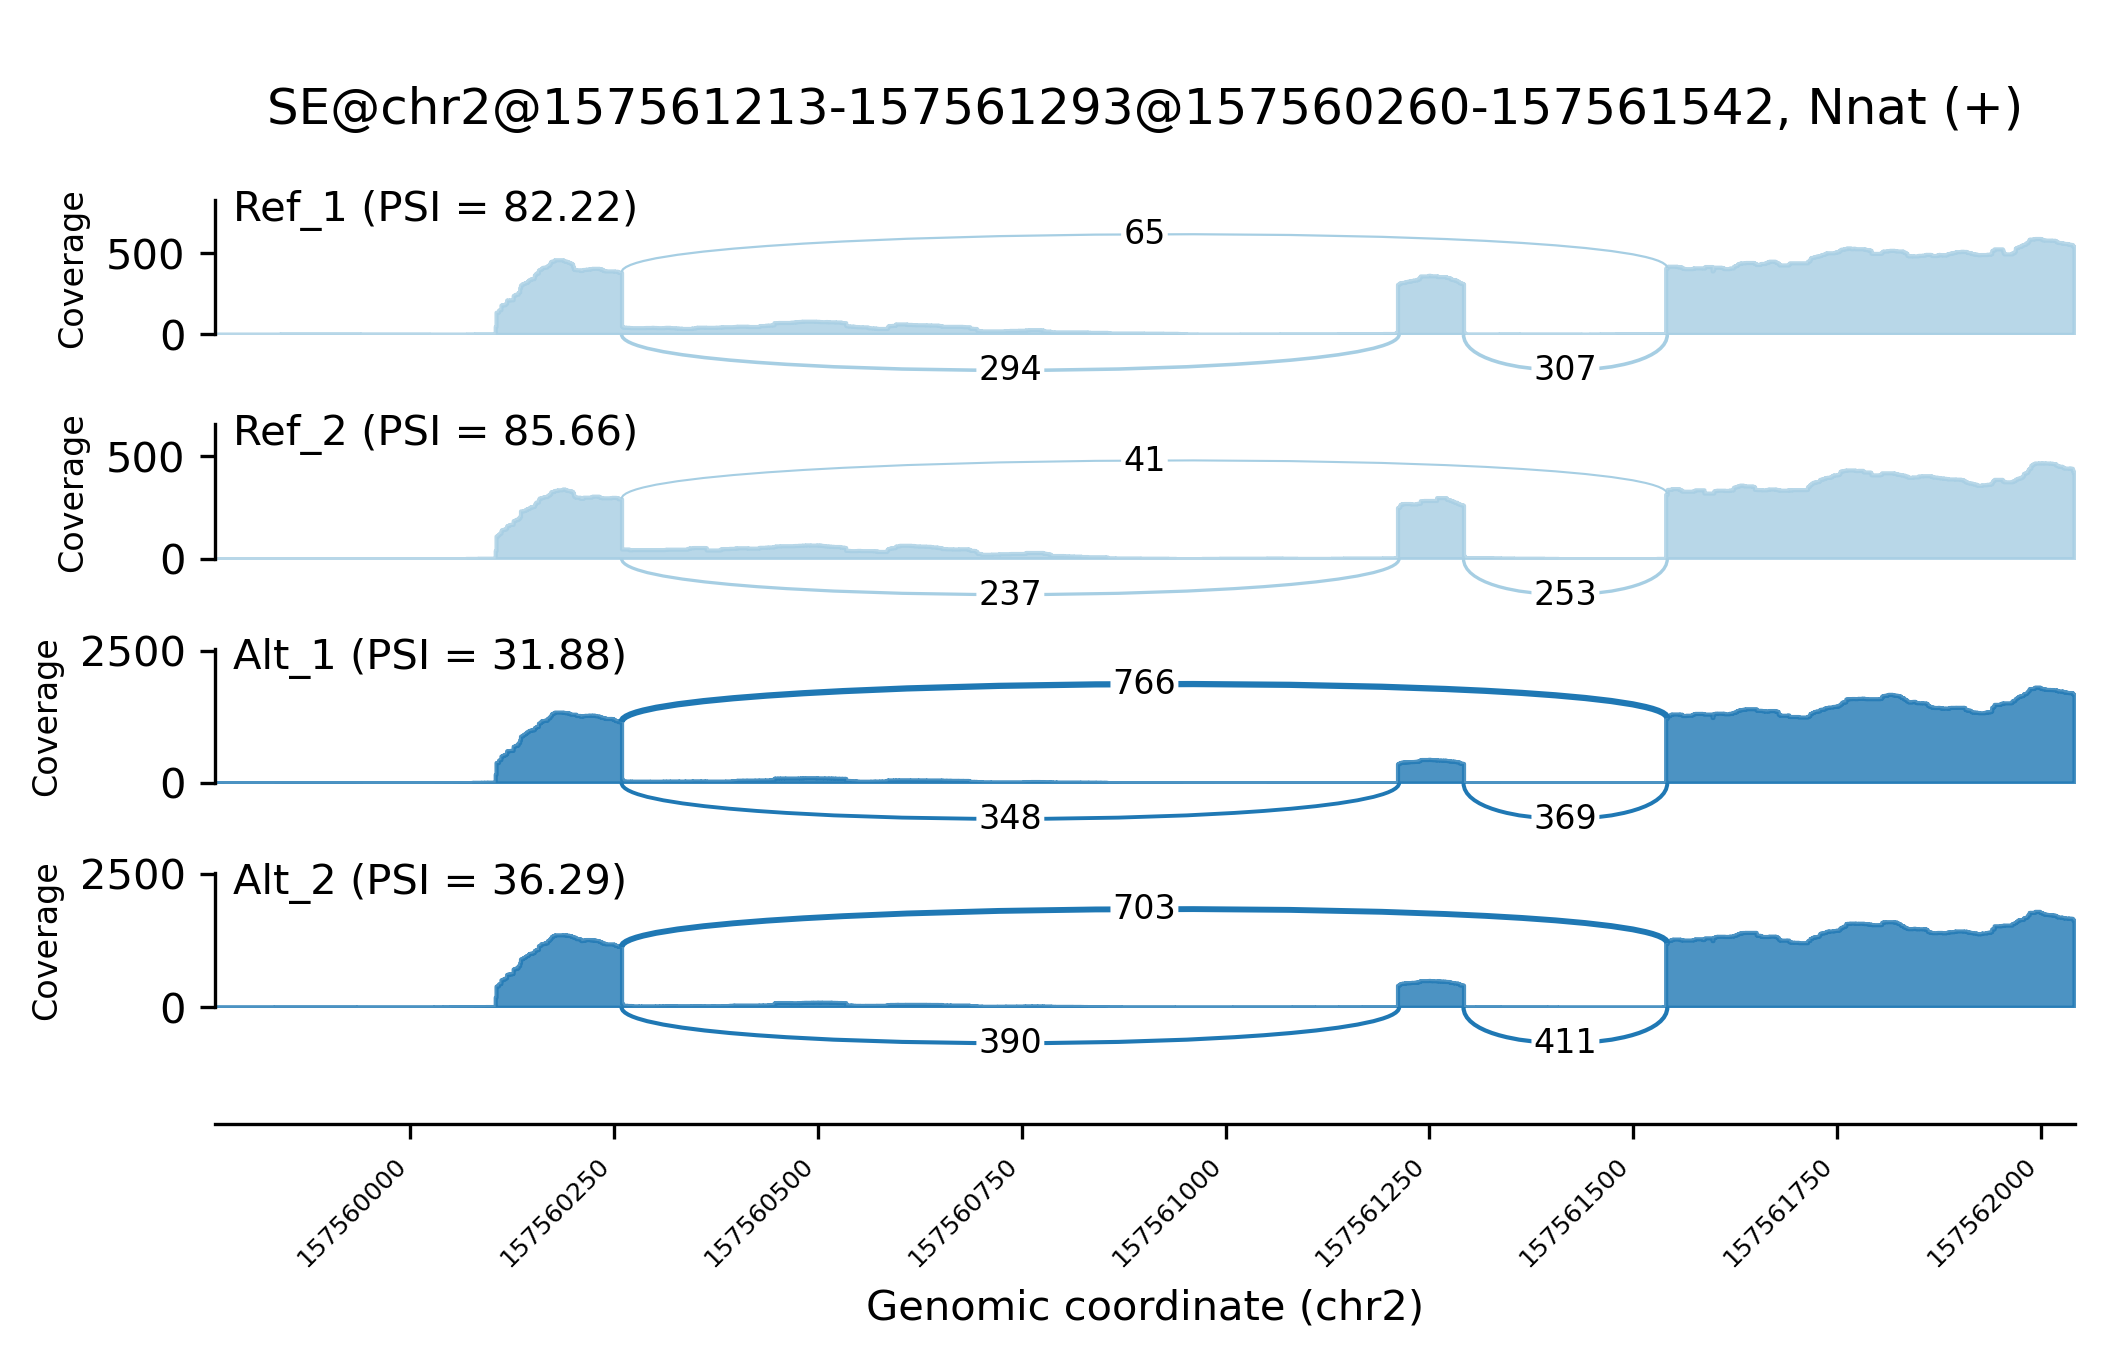 SE@chr2@157561213-157561293@157560260-157561542, Nnat (+)
Ref_1 (PSI = 82.22)
Coverage
500
0
65
294
307
Ref_2 (PSI = 85.66)
Coverage
500
0
41
237
253
Alt_1 (PSI = 31.88)
Coverage
2500
0
766
348
369
Alt_2 (PSI = 36.29)
Coverage
2500
0
703
390
411
157560000
157560250
157560500
157560750
157561000
157561250
157561500
157561750
157562000
Genomic coordinate (chr2)